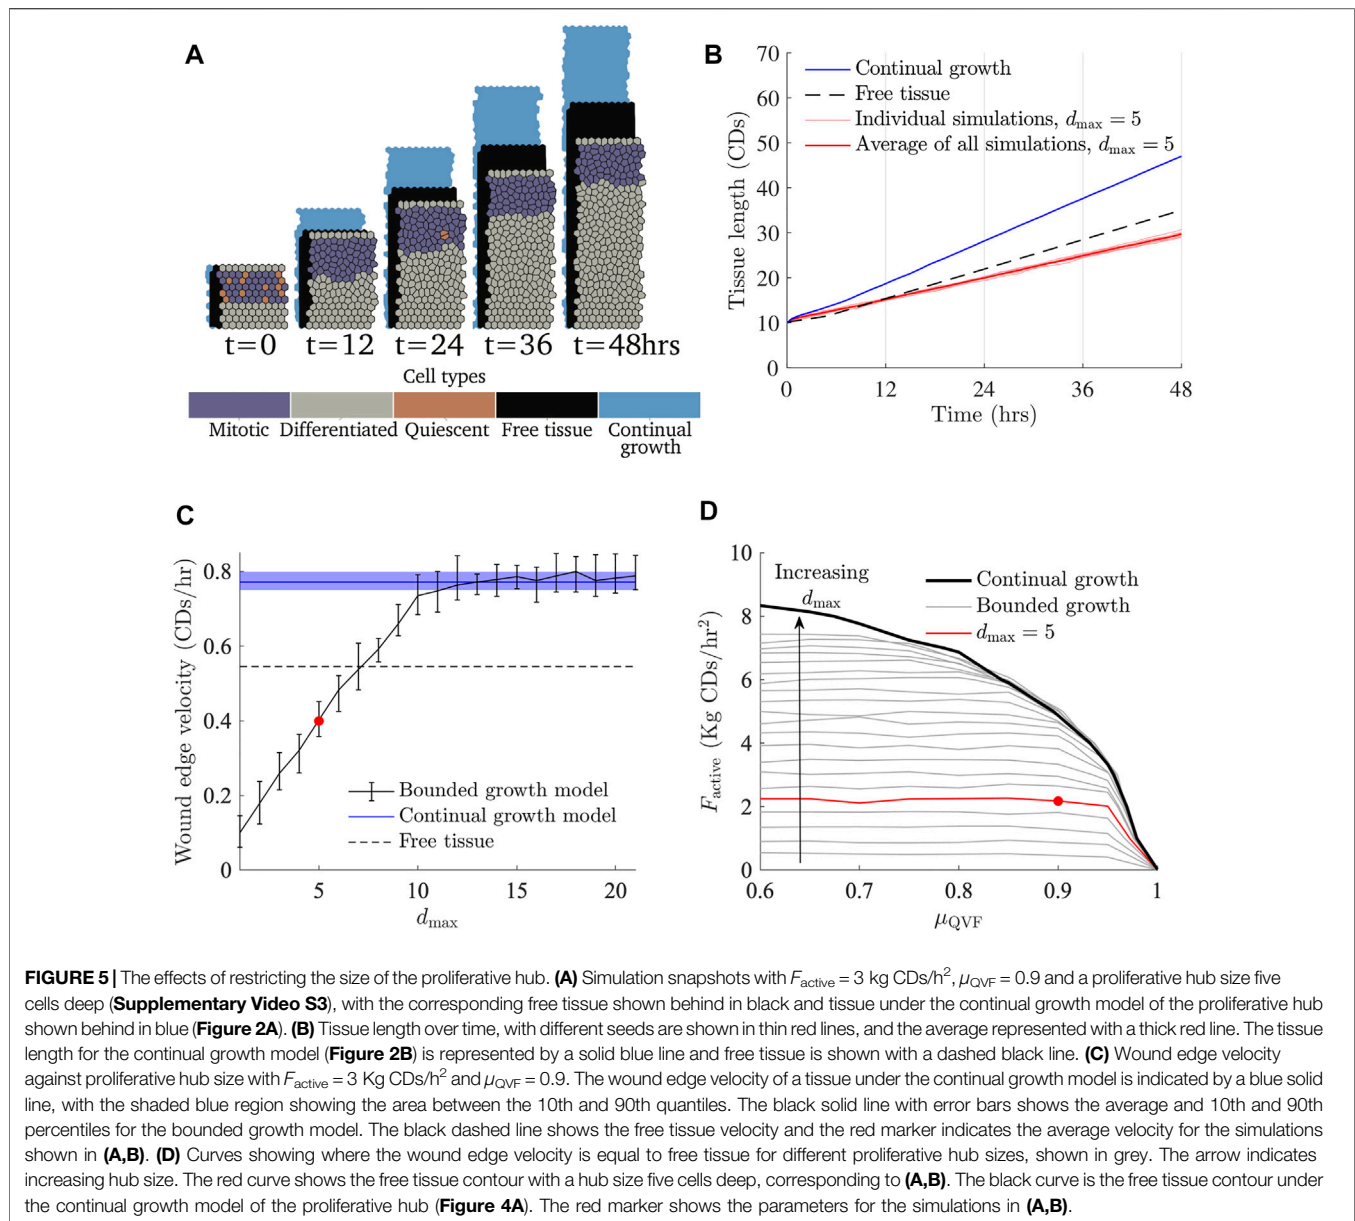 A
t=0
t=12
t=24
t=36
t=48hrs
Cell types
Mitotic
Differentiated
Quiescent
Free tissue
Continual
growth
B
70
60
50
40
30
20
10
0
Tissue length (CDs)
Continual growth
Free tissue
Individual simulations, d_max = 5
Average of all simulations, d_max = 5
0
12
24
36
48
Time (hrs)
C
0.8
0.6
0.4
0.2
0
Wound edge velocity (CDs/hr)
Bounded growth model
Continual growth model
Free tissue
5
10
15
20
d_max
D
10
8
6
4
2
0
F_active (Kg CDs/hr²)
Increasing
d_max
Continual growth
Bounded growth
d_max = 5
0.6
0.7
0.8
0.9
1
μ_QVF
FIGURE 5 | The effects of restricting the size of the proliferative hub. (A) Simulation snapshots with F_active = 3 kg CDs/h², μ_QVF = 0.9 and a proliferative hub size five
cells deep (Supplementary Video S3), with the corresponding free tissue shown behind in black and tissue under the continual growth model of the proliferative hub
shown behind in blue (Figure 2A). (B) Tissue length over time, with different seeds are shown in thin red lines, and the average represented with a thick red line. The tissue
length for the continual growth model (Figure 2B) is represented by a solid blue line and free tissue is shown with a dashed black line. (C) Wound edge velocity
against proliferative hub size with F_active = 3 Kg CDs/h² and μ_QVF = 0.9. The wound edge velocity of a tissue under the continual growth model is indicated by a blue solid
line, with the shaded blue region showing the area between the 10th and 90th quantiles. The black solid line with error bars shows the average and 10th and 90th
percentiles for the bounded growth model. The black dashed line shows the free tissue velocity and the red marker indicates the average velocity for the simulations
shown in (A,B). (D) Curves showing where the wound edge velocity is equal to free tissue for different proliferative hub sizes, shown in grey. The arrow indicates
increasing hub size. The red curve shows the free tissue contour with a hub size five cells deep, corresponding to (A,B). The black curve is the free tissue contour under
the continual growth model of the proliferative hub (Figure 4A). The red marker shows the parameters for the simulations in (A,B).